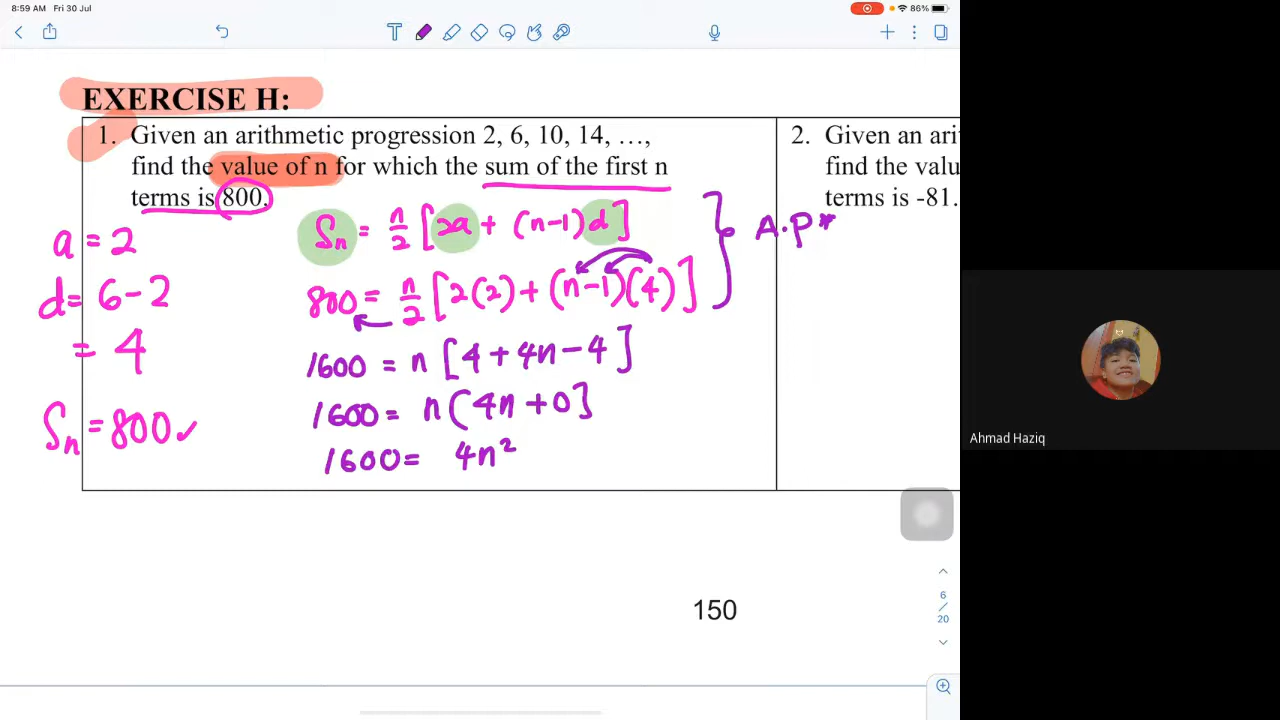 8:59 AM Fri 30 Jul
86%
T
EXERCISE H:
1. Given an arithmetic progression 2, 6, 10, 14, …,
find the value of n for which the sum of the first n
terms is 800.
2. Given an ari
find the valu
terms is -81.
a = 2
d = 6 - 2
= 4
Sn = 800 ✓
Sn = n/2 [2a + (n-1)d]
800 = n/2 [2(2) + (n-1)(4)]
A.P*
1600 = n [4 + 4n - 4]
1600 = n (4n + 0]
1600 = 4n²
Ahmad Haziq
150
6
/
20